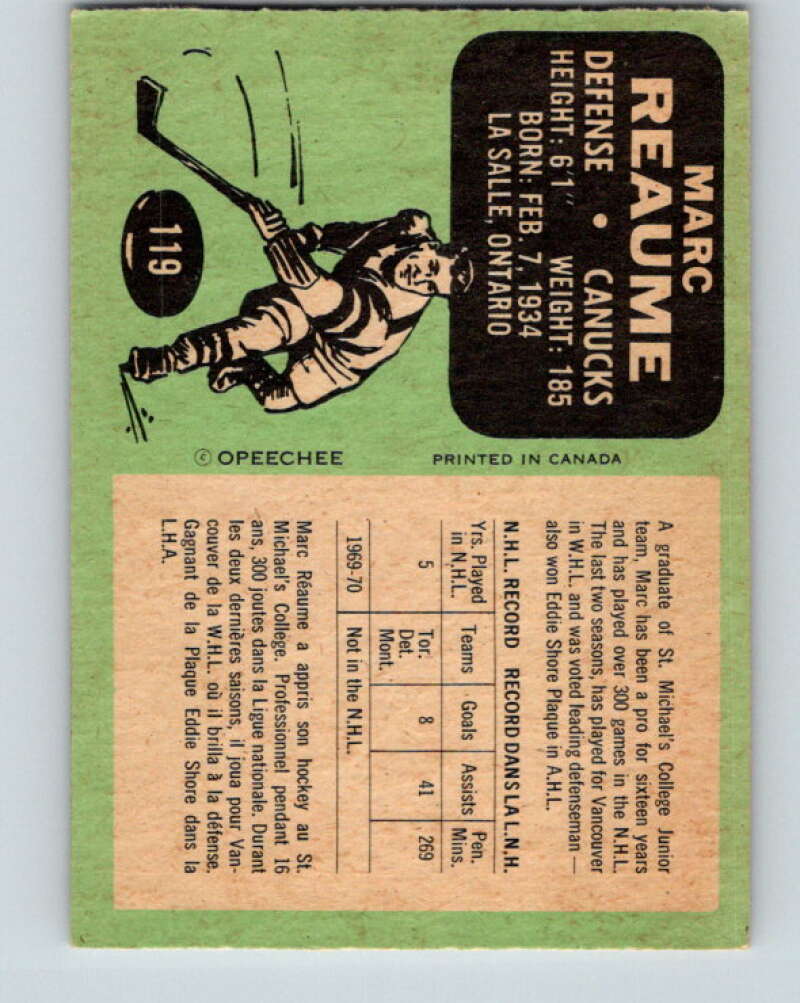 MARC
REAUME
DEFENSE • CANUCKS
HEIGHT: 6'1" WEIGHT: 185
BORN: FEB. 7, 1934
LA SALLE, ONTARIO
119
© OPEECHEE
PRINTED IN CANADA
A graduate of St. Michael's College Junior
team, Marc has been a pro for sixteen years
and has played over 300 games in the N.H.L.
The last two seasons, has played for Vancouver
in W.H.L. and was voted leading defenseman —
also won Eddie Shore Plaque in A.H.L.
N.H.L. RECORD RECORD DANS LA L.N.H.
Yrs. Played in N.H.L. Teams Goals Assists Pen. Mins.
5 Tor. Det. Mont. 8 41 269
1969-70 Not in the N.H.L.
Marc Réaume a appris son hockey au St.
Michael's College. Professionnel pendant 16
ans, 300 joutes dans la Ligue nationale. Durant
les deux dernières saisons, il joua pour Van-
couver de la W.H.L. où il brilla à la défense.
Gagnant de la Plaque Eddie Shore dans la
L.H.A.